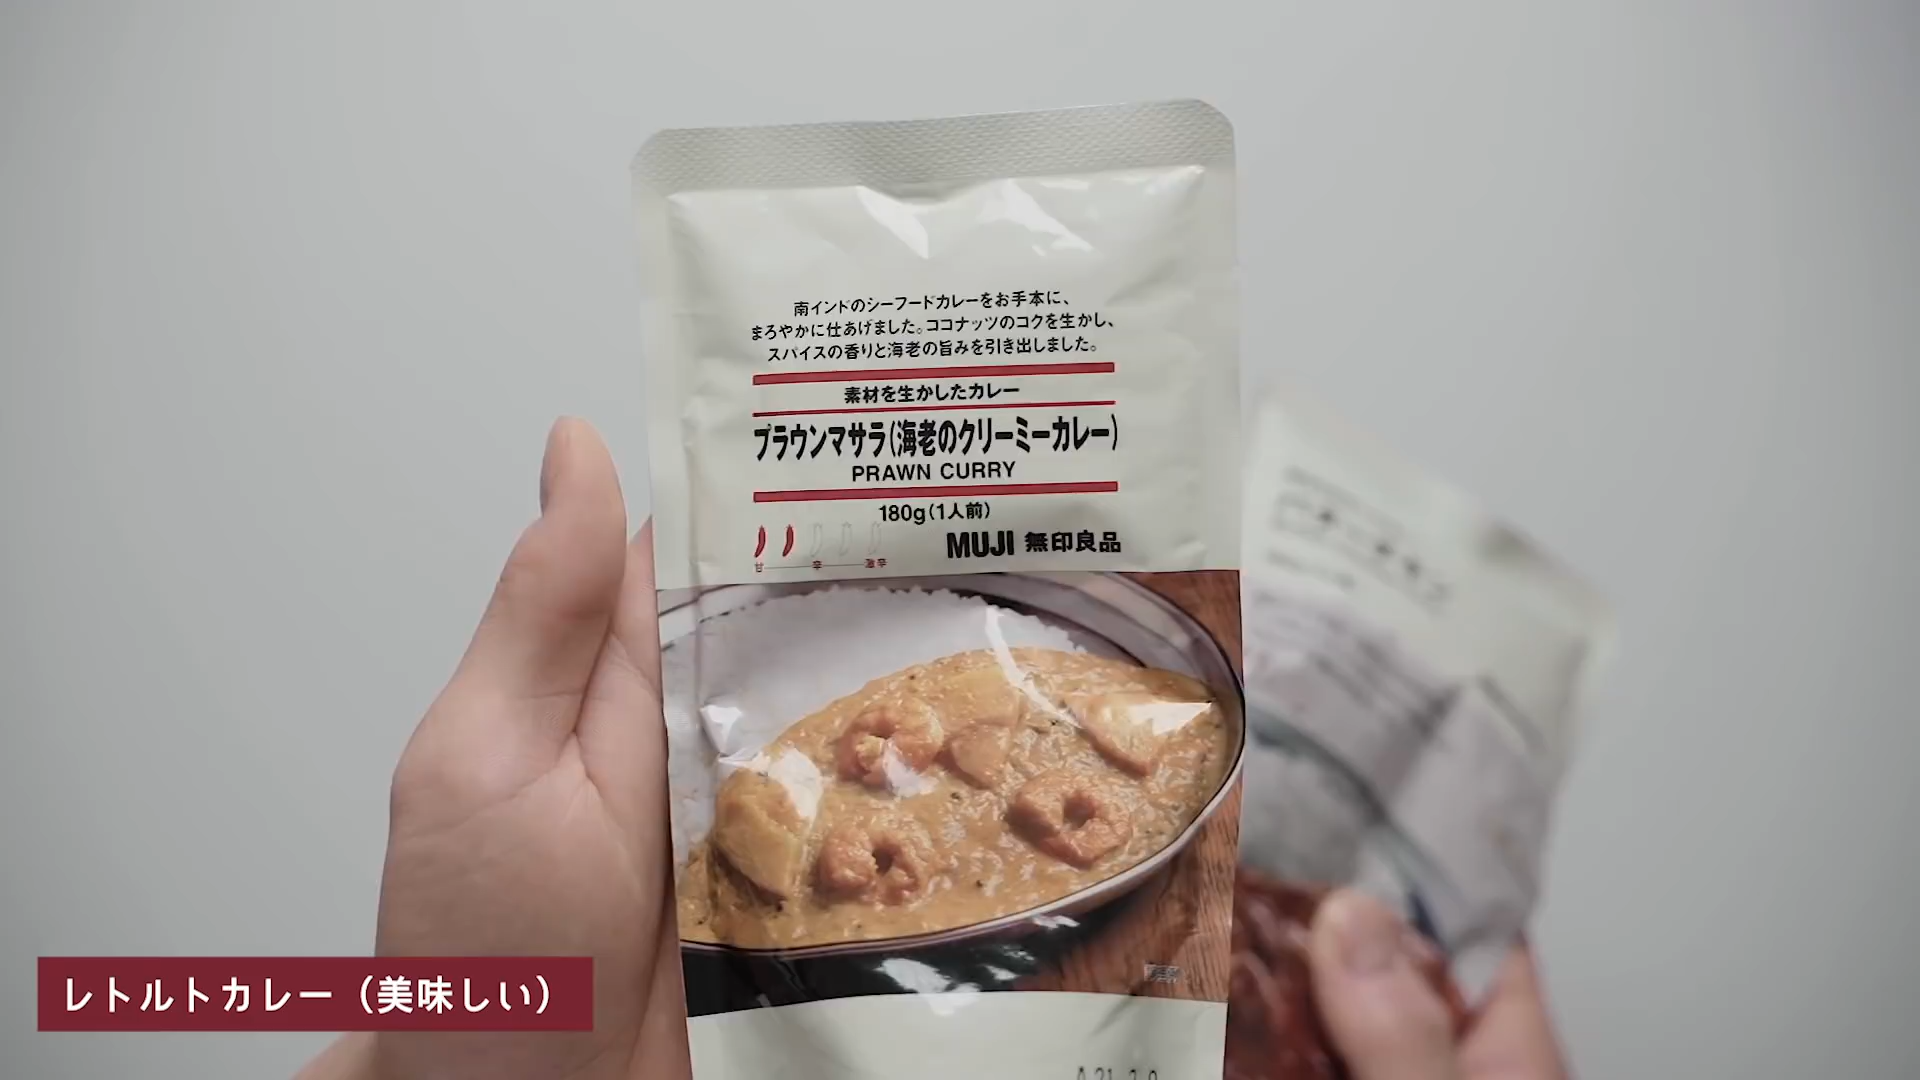 南インドのシーフードカレーをお手本に、
まろやかに仕あげました。ココナッツのコクを生かし、
スパイスの香りと海老の旨みを引き出しました。
素材を生かしたカレー
プラウンマサラ(海老のクリーミーカレー)
PRAWN CURRY
180g(1人前)
甘 辛 激辛
MUJI 無印良品
レトルトカレー（美味しい）